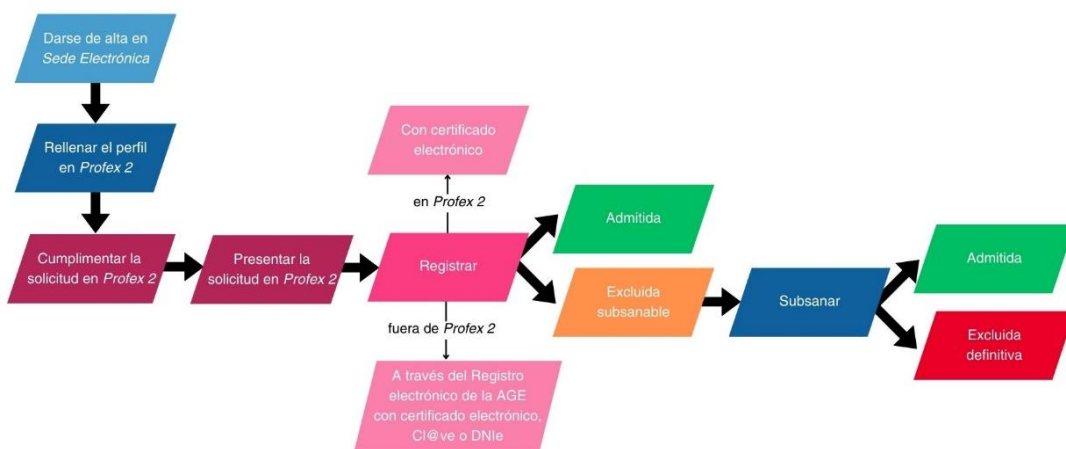 Darse de alta en
Sede Electrónica
Rellenar el perfil
en Profex 2
Cumplimentar la
solicitud en Profex 2
Presentar la
solicitud en Profex 2
Con certificado
electrónico
en Profex 2
Registrar
fuera de Profex 2
A través del Registro
electrónico de la AGE
con certificado electrónico,
Cl@ve o DNIe
Admitida
Excluida
subsanable
Subsanar
Admitida
Excluida
definitiva